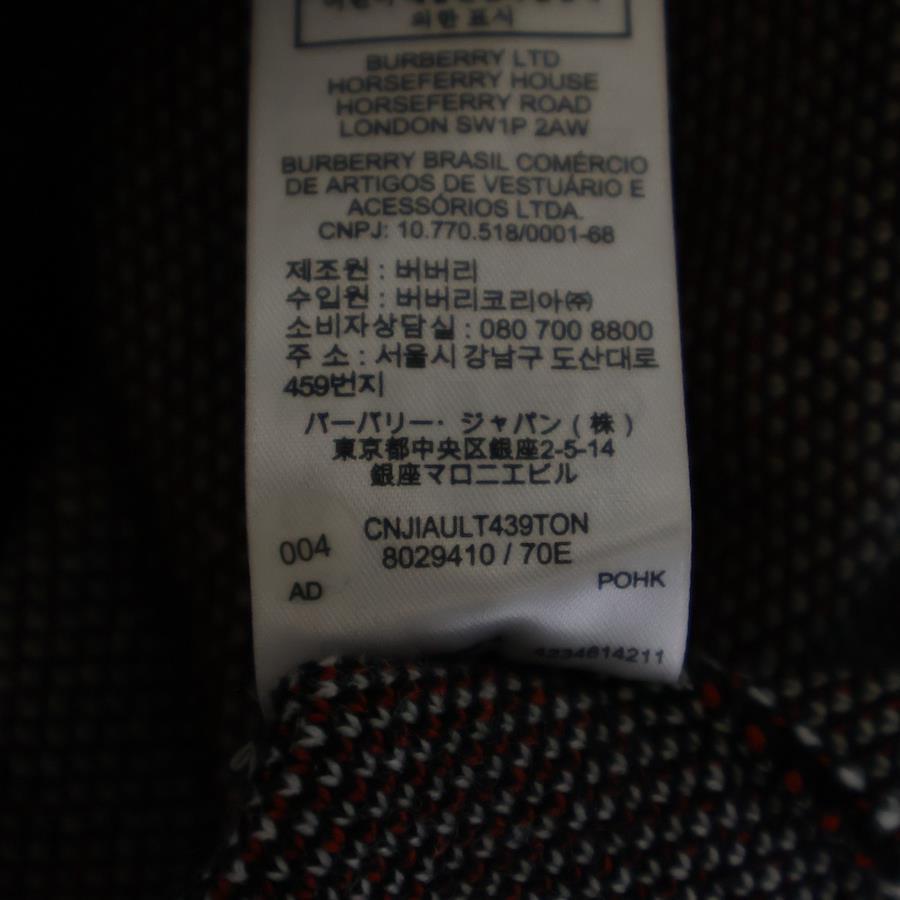 의한 표시
BURBERRY LTD
HORSEFERRY HOUSE
HORSEFERRY ROAD
LONDON SW1P 2AW
BURBERRY BRASIL COMÉRCIO
DE ARTIGOS DE VESTUÁRIO E
ACESSÓRIOS LTDA.
CNPJ: 10.770.518/0001-68
제조원 : 버버리
수입원 : 버버리코리아㈜
소비자상담실 : 080 700 8800
주 소 : 서울시 강남구 도산대로
459번지
バーバリー· ジャパン ( 株 )
東京都中央区銀座2-5-14
銀座マロニエビル
CNJIAULT439TON
004 8029410 / 70E
AD POHK